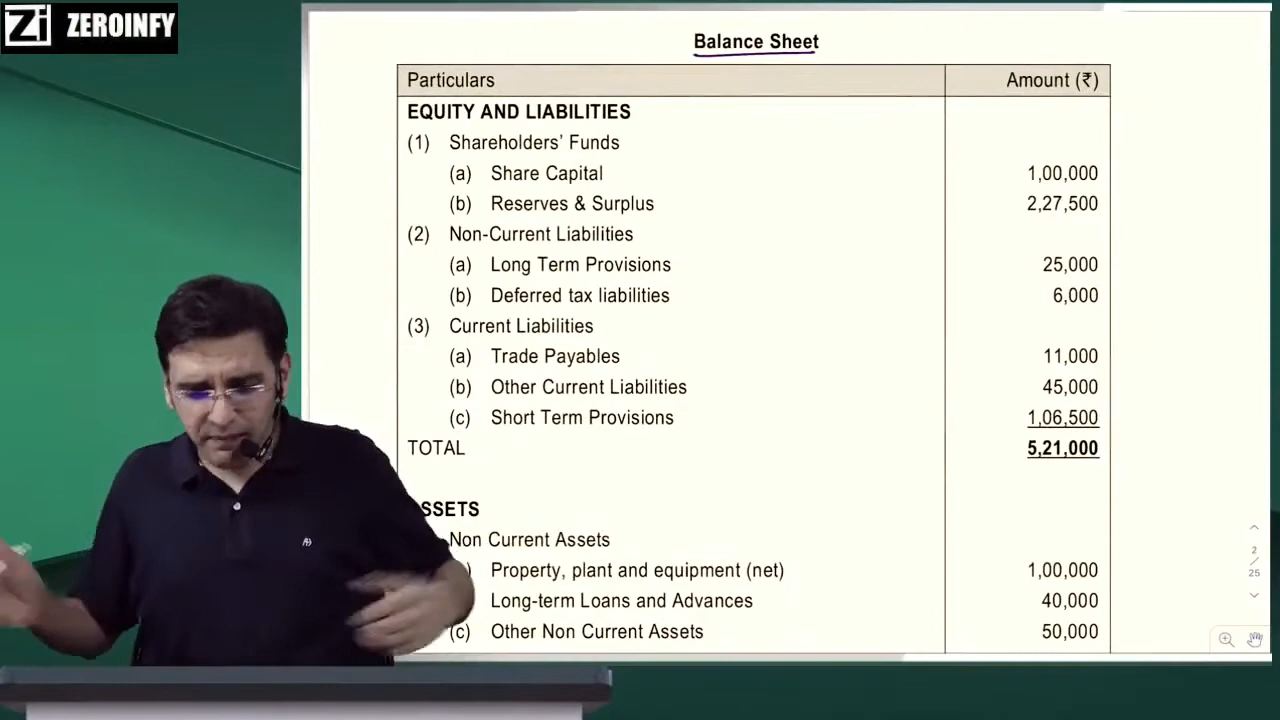 Zi ZEROINFY
Balance Sheet
Particulars Amount (₹)
EQUITY AND LIABILITIES
(1) Shareholders' Funds
(a) Share Capital 1,00,000
(b) Reserves & Surplus 2,27,500
(2) Non-Current Liabilities
(a) Long Term Provisions 25,000
(b) Deferred tax liabilities 6,000
(3) Current Liabilities
(a) Trade Payables 11,000
(b) Other Current Liabilities 45,000
(c) Short Term Provisions 1,06,500
TOTAL 5,21,000
SSETS
Non Current Assets
) Property, plant and equipment (net) 1,00,000
Long-term Loans and Advances 40,000
(c) Other Non Current Assets 50,000
2
/
25